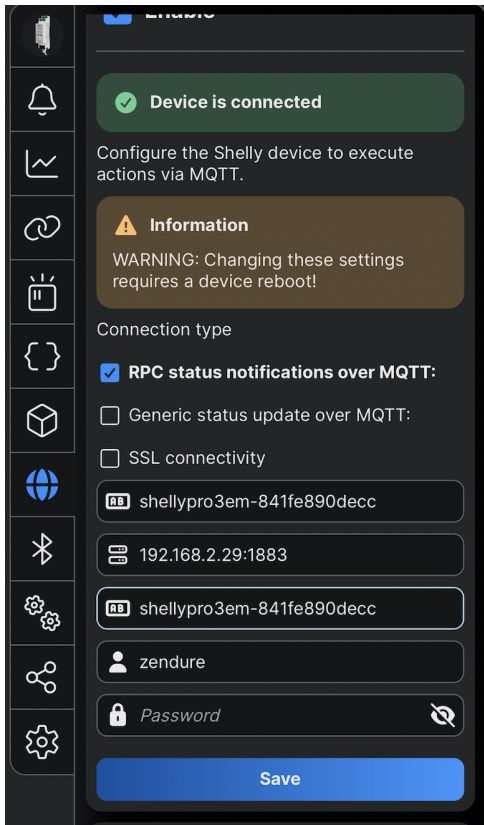 Enable
Device is connected
Configure the Shelly device to execute
actions via MQTT.
Information
WARNING: Changing these settings
requires a device reboot!
Connection type
RPC status notifications over MQTT:
Generic status update over MQTT:
SSL connectivity
shellypro3em-841fe890decc
192.168.2.29:1883
shellypro3em-841fe890decc
zendure
Password
Save